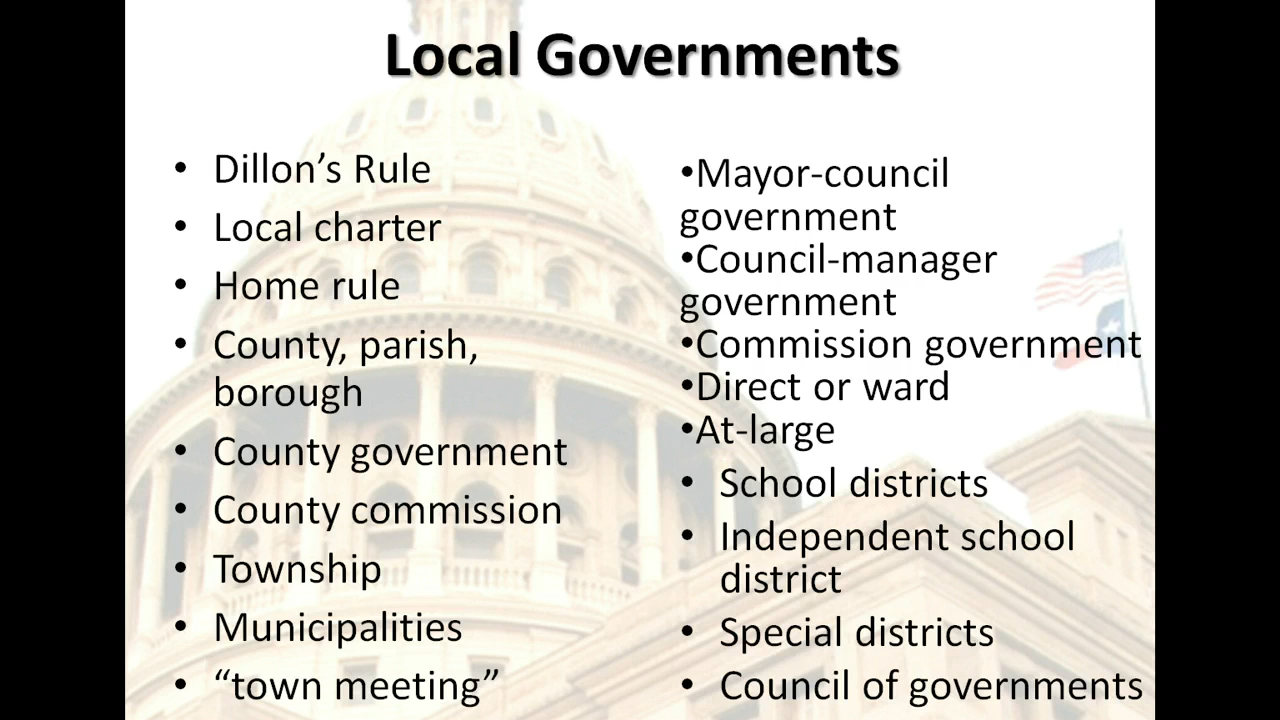 Local Governments
• Dillon’s Rule
• Local charter
• Home rule
• County, parish,
borough
• County government
• County commission
• Township
• Municipalities
• “town meeting”
•Mayor-council
government
•Council-manager
government
•Commission government
•Direct or ward
•At-large
• School districts
• Independent school
district
• Special districts
• Council of governments